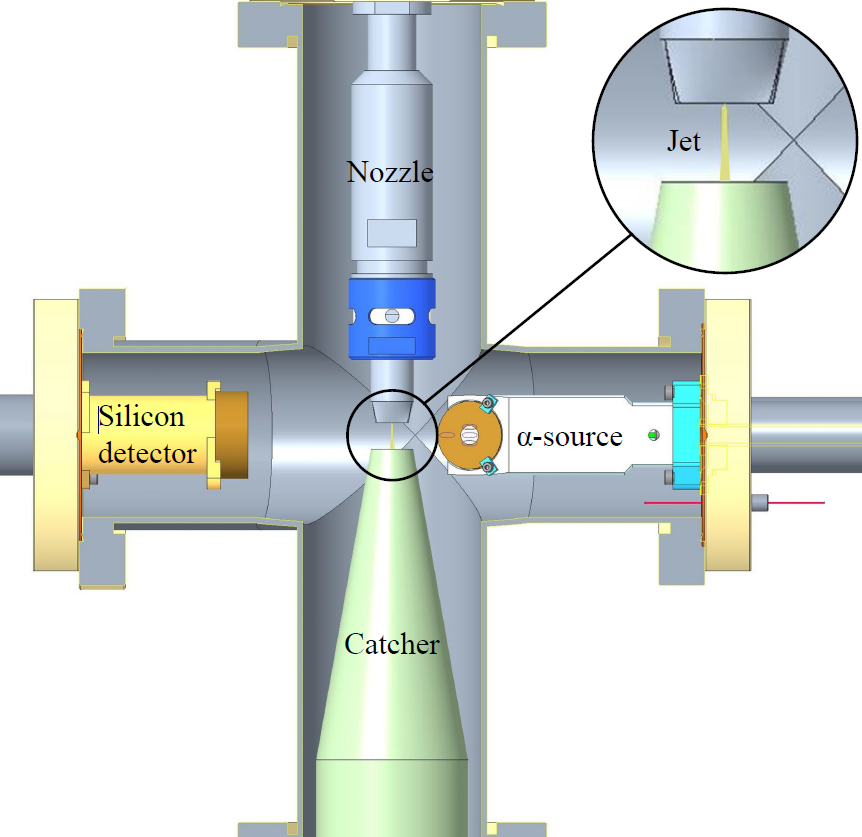 Jet
Nozzle
Silicon
detector
α-source
Catcher